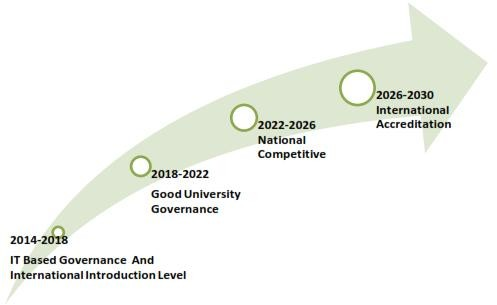 2014-2018
IT Based Governance And
International Introduction Level
2018-2022
Good University
Governance
2022-2026
National
Competitive
2026-2030
International
Accreditation